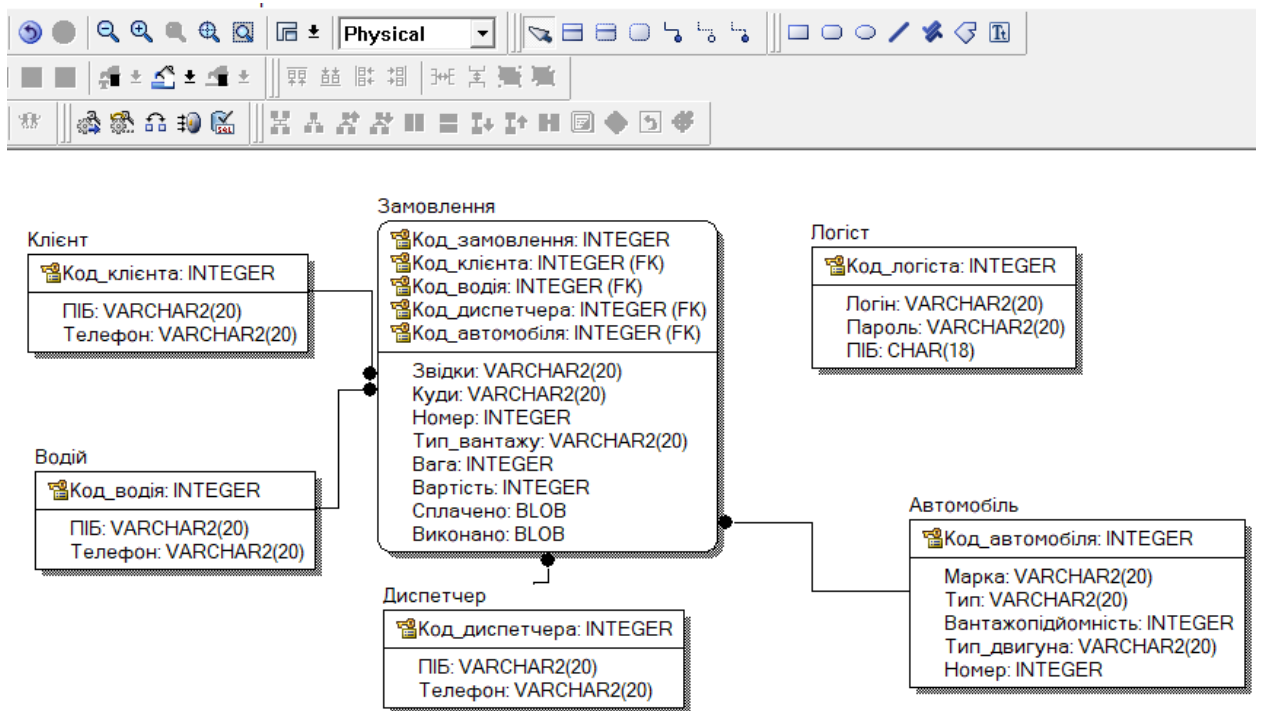 Physical
Tt
SQL
Замовлення
Код_замовлення: INTEGER
Код_клієнта: INTEGER (FK)
Код_водія: INTEGER (FK)
Код_диспетчера: INTEGER (FK)
Код_автомобіля: INTEGER (FK)
Звідки: VARCHAR2(20)
Куди: VARCHAR2(20)
Номер: INTEGER
Тип_вантажу: VARCHAR2(20)
Вага: INTEGER
Вартість: INTEGER
Сплачено: BLOB
Виконано: BLOB
Клієнт
Код_клієнта: INTEGER
ПІБ: VARCHAR2(20)
Телефон: VARCHAR2(20)
Логіст
Код_логіста: INTEGER
Логін: VARCHAR2(20)
Пароль: VARCHAR2(20)
ПІБ: CHAR(18)
Водій
Код_водія: INTEGER
ПІБ: VARCHAR2(20)
Телефон: VARCHAR2(20)
Автомобіль
Код_автомобіля: INTEGER
Марка: VARCHAR2(20)
Тип: VARCHAR2(20)
Вантажопідйомність: INTEGER
Тип_двигуна: VARCHAR2(20)
Номер: INTEGER
Диспетчер
Код_диспетчера: INTEGER
ПІБ: VARCHAR2(20)
Телефон: VARCHAR2(20)